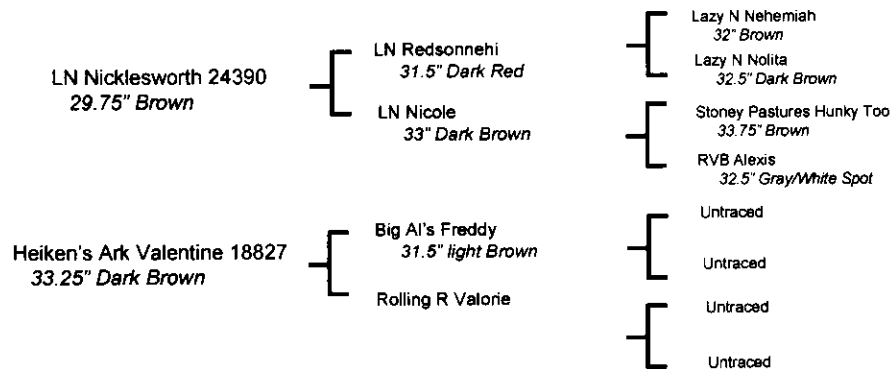 LN Nicklesworth 24390
29.75" Brown
LN Redsonnehi
31.5" Dark Red
LN Nicole
33" Dark Brown
Lazy N Nehemiah
32" Brown
Lazy N Nolita
32.5" Dark Brown
Stoney Pastures Hunky Too
33.75" Brown
RVB Alexis
32.5" Gray/White Spot
Heiken's Ark Valentine 18827
33.25" Dark Brown
Big Al's Freddy
31.5" light Brown
Rolling R Valorie
Untraced
Untraced
Untraced
Untraced